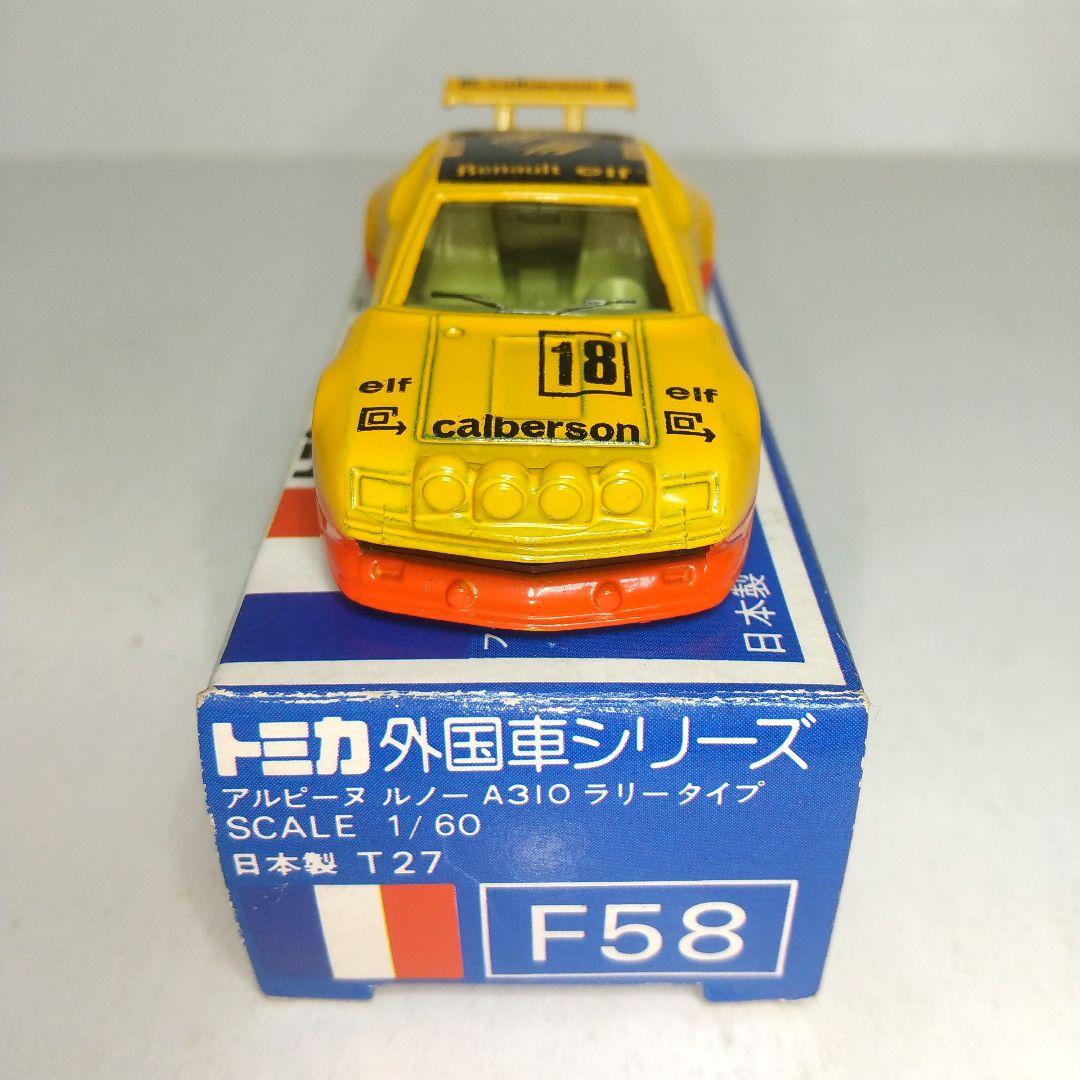 calberson
Renault elf
18
elf
elf
calberson
日本製
フ
トミカ 外国車シリーズ
アルピーヌ ルノー A310 ラリータイプ
SCALE 1/60
日本製 T27
F58